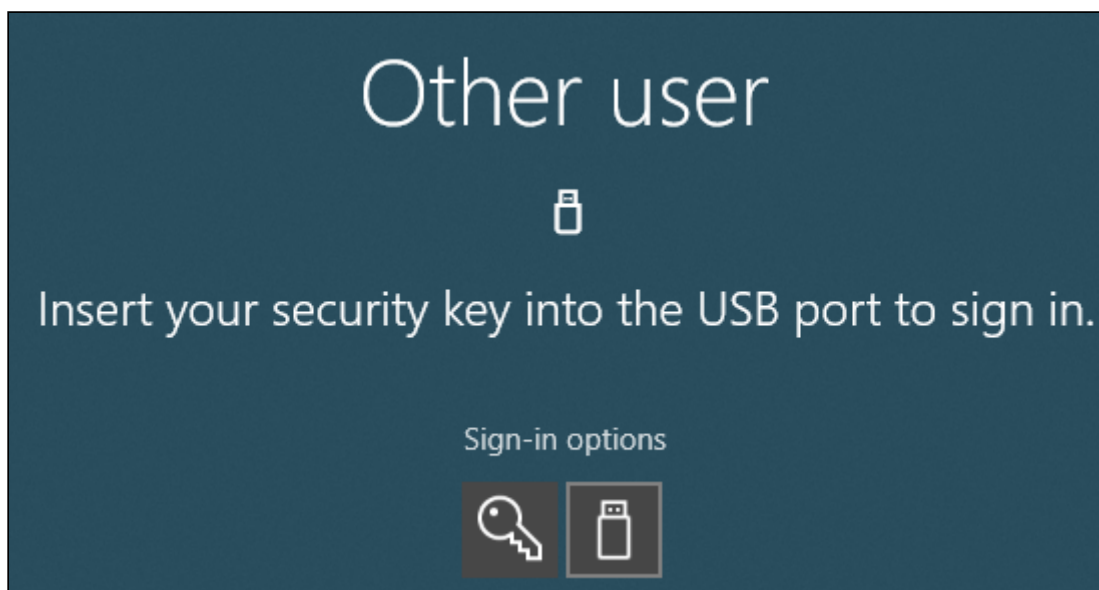 Other user
Insert your security key into the USB port to sign in.
Sign-in options